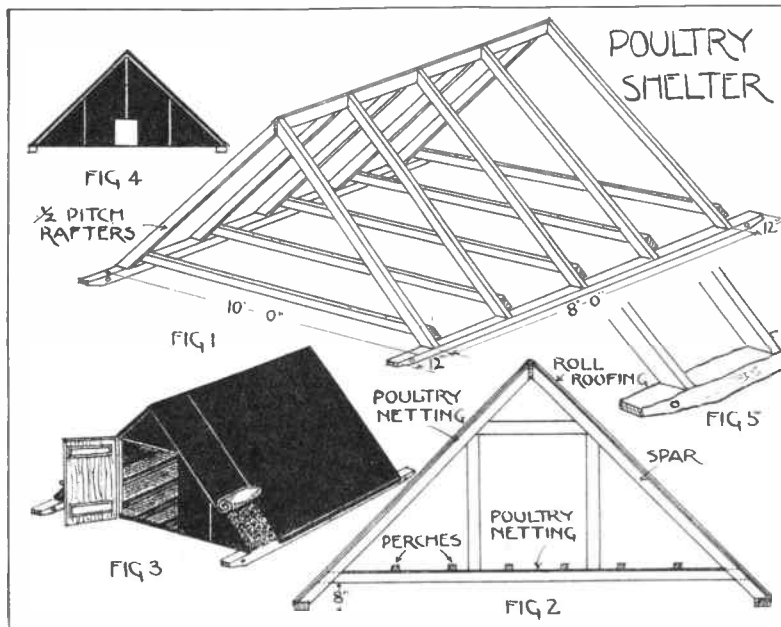 POULTRY
SHELTER
FIG 4
½ PITCH
RAFTERS
12"
10'-0"
8'-0"
FIG 1
12
ROLL
ROOFING
POULTRY
NETTING
FIG 5
SPAR
PERCHES
POULTRY
NETTING
FIG 3
8"
FIG 2